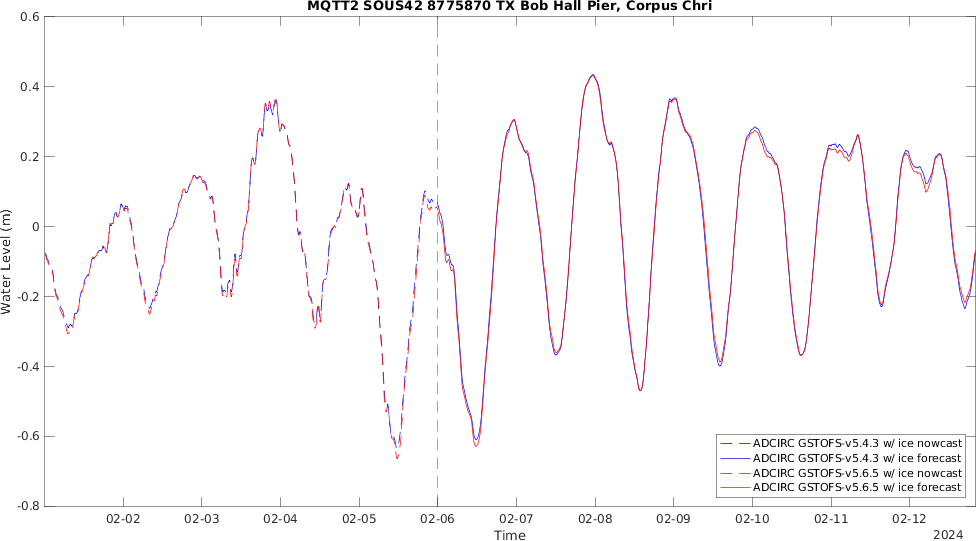 MQTT2 SOUS42 8775870 TX Bob Hall Pier, Corpus Chri
0.6
0.4
0.2
0
-0.2
-0.4
-0.6
-0.8
Water Level (m)
ADCIRC GSTOFS-v5.4.3 w/ ice nowcast
ADCIRC GSTOFS-v5.4.3 w/ ice forecast
ADCIRC GSTOFS-v5.6.5 w/ ice nowcast
ADCIRC GSTOFS-v5.6.5 w/ ice forecast
02-02 02-03 02-04 02-05 02-06 02-07 02-08 02-09 02-10 02-11 02-12
Time
2024